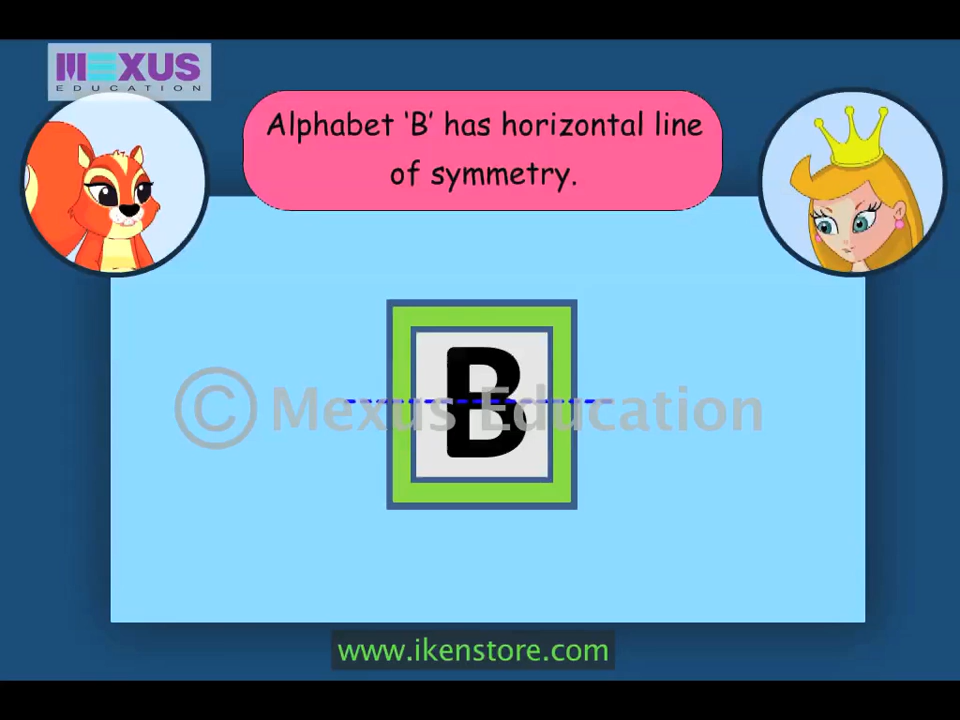 MEXUS
EDUCATION
Alphabet ‘B’ has horizontal line
of symmetry.
B
© Mexus Education
www.ikenstore.com